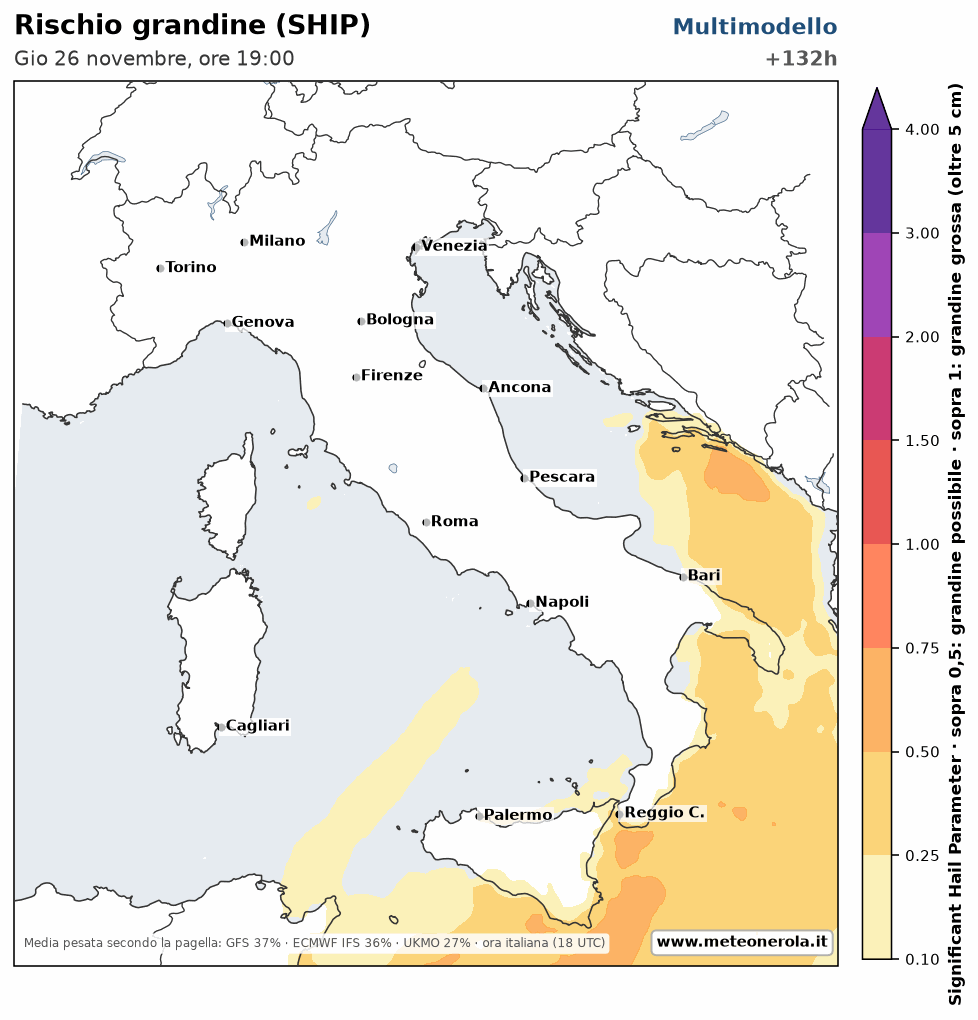 Rischio grandine (SHIP)
Multimodello
Gio 26 novembre, ore 19:00
+132h
Milano
Venezia
Torino
Genova
Bologna
Firenze
Ancona
Pescara
Roma
Bari
Napoli
Cagliari
Palermo
Reggio C.
Media pesata secondo la pagella: GFS 37% · ECMWF IFS 36% · UKMO 27% · ora italiana (18 UTC)
www.meteonerola.it
4.00
3.00
2.00
1.50
1.00
0.75
0.50
0.25
0.10
Significant Hail Parameter · sopra 0,5: grandine possibile · sopra 1: grandine grossa (oltre 5 cm)